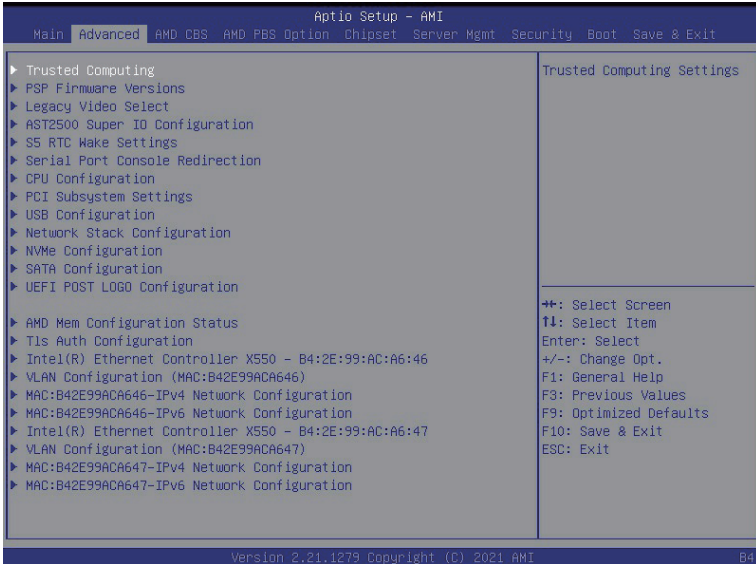 Aptio Setup – AMI
Main Advanced AMD CBS AMD PBS Option Chipset Server Mgmt Security Boot Save & Exit
Trusted Computing
PSP Firmware Versions
Legacy Video Select
AST2500 Super IO Configuration
S5 RTC Wake Settings
Serial Port Console Redirection
CPU Configuration
PCI Subsystem Settings
USB Configuration
Network Stack Configuration
NVMe Configuration
SATA Configuration
UEFI POST LOGO Configuration
AMD Mem Configuration Status
Tls Auth Configuration
Intel(R) Ethernet Controller X550 – B4:2E:99:AC:A6:46
VLAN Configuration (MAC:B42E99ACA646)
MAC:B42E99ACA646-IPv4 Network Configuration
MAC:B42E99ACA646-IPv6 Network Configuration
Intel(R) Ethernet Controller X550 – B4:2E:99:AC:A6:47
VLAN Configuration (MAC:B42E99ACA647)
MAC:B42E99ACA647-IPv4 Network Configuration
MAC:B42E99ACA647-IPv6 Network Configuration
Trusted Computing Settings
→←: Select Screen
↑↓: Select Item
Enter: Select
+/-: Change Opt.
F1: General Help
F3: Previous Values
F9: Optimized Defaults
F10: Save & Exit
ESC: Exit
Version 2.21.1279 Copyright (C) 2021 AMI
B4